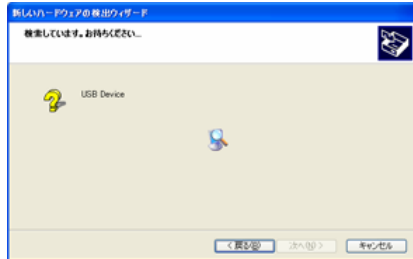 新しいハードウェアの検出ウィザード
検索しています。お待ちください...
USB Device
< 戻る(B)
次へ(N) >
キャンセル